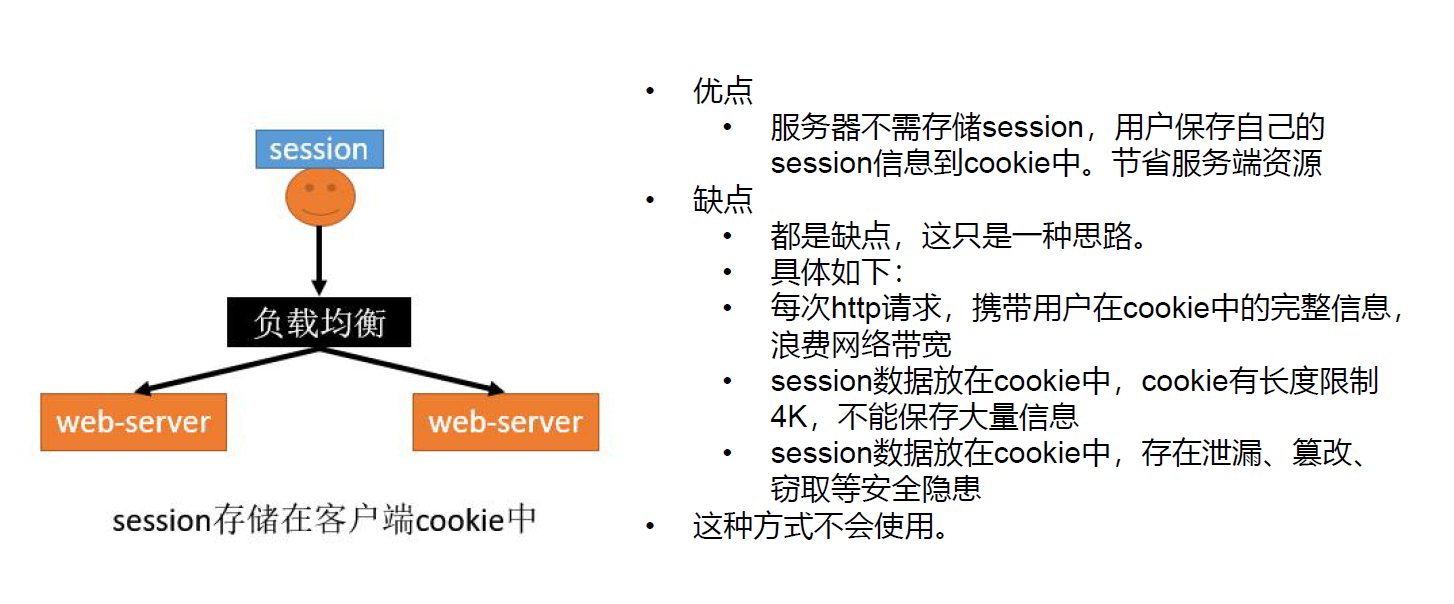 session
负载均衡
web-server
web-server
session存储在客户端cookie中
• 优点
• 服务器不需存储session，用户保存自己的
session信息到cookie中。节省服务端资源
• 缺点
• 都是缺点，这只是一种思路。
• 具体如下：
• 每次http请求，携带用户在cookie中的完整信息，
浪费网络带宽
• session数据放在cookie中，cookie有长度限制
4K，不能保存大量信息
• session数据放在cookie中，存在泄漏、篡改、
窃取等安全隐患
• 这种方式不会使用。